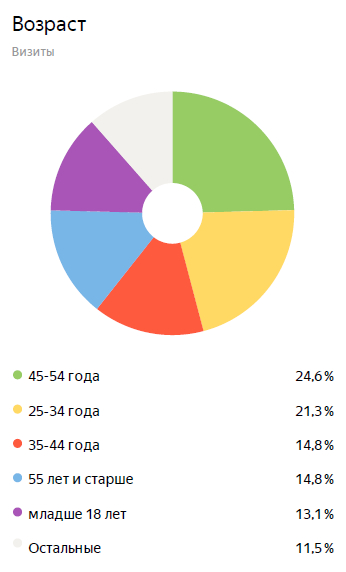 Возраст
Визиты
45-54 года 24,6 %
25-34 года 21,3 %
35-44 года 14,8 %
55 лет и старше 14,8 %
младше 18 лет 13,1 %
Остальные 11,5 %